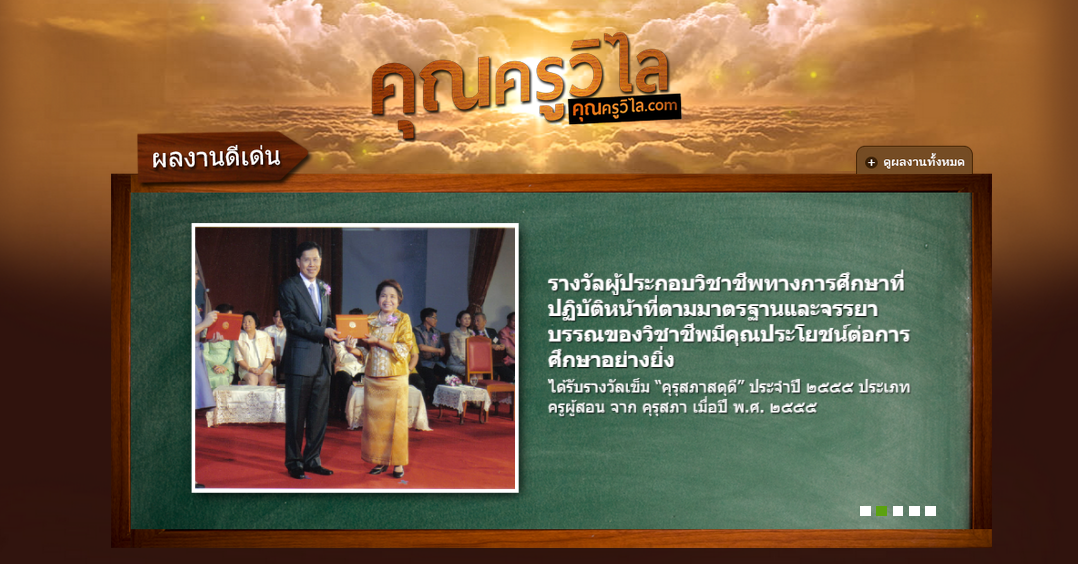 คุณครูวิไล
คุณครูวิไล.com
ผลงานดีเด่น
ดูผลงานทั้งหมด
รางวัลผู้ประกอบวิชาชีพทางการศึกษาที่
ปฏิบัติหน้าที่ตามมาตรฐานและจรรยา
บรรณของวิชาชีพมีคุณประโยชน์ต่อการ
ศึกษาอย่างยิ่ง
ได้รับรางวัลเข็ม “คุรุสภาสดุดี” ประจำปี ๒๕๕๕ ประเภท
ครูผู้สอน จาก คุรุสภา เมื่อปี พ.ศ. ๒๕๕๕